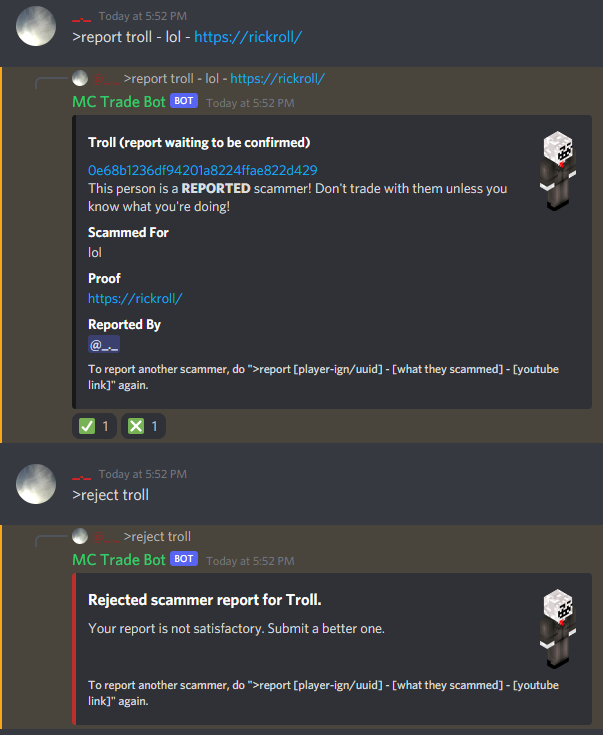 _._ Today at 5:52 PM
>report troll - lol - https://rickroll/
>report troll - lol - https://rickroll/
MC Trade Bot BOT Today at 5:52 PM
Troll (report waiting to be confirmed)
0e68b1236df94201a8224ffae822d429
This person is a REPORTED scammer! Don't trade with them unless you
know what you're doing!
Scammed For
lol
Proof
https://rickroll/
Reported By
@_._
To report another scammer, do ">report [player-ign/uuid] - [what they scammed] - [youtube
link]" again.
1 1
_._ Today at 5:52 PM
>reject troll
>reject troll
MC Trade Bot BOT Today at 5:52 PM
Rejected scammer report for Troll.
Your report is not satisfactory. Submit a better one.
To report another scammer, do ">report [player-ign/uuid] - [what they scammed] - [youtube
link]" again.